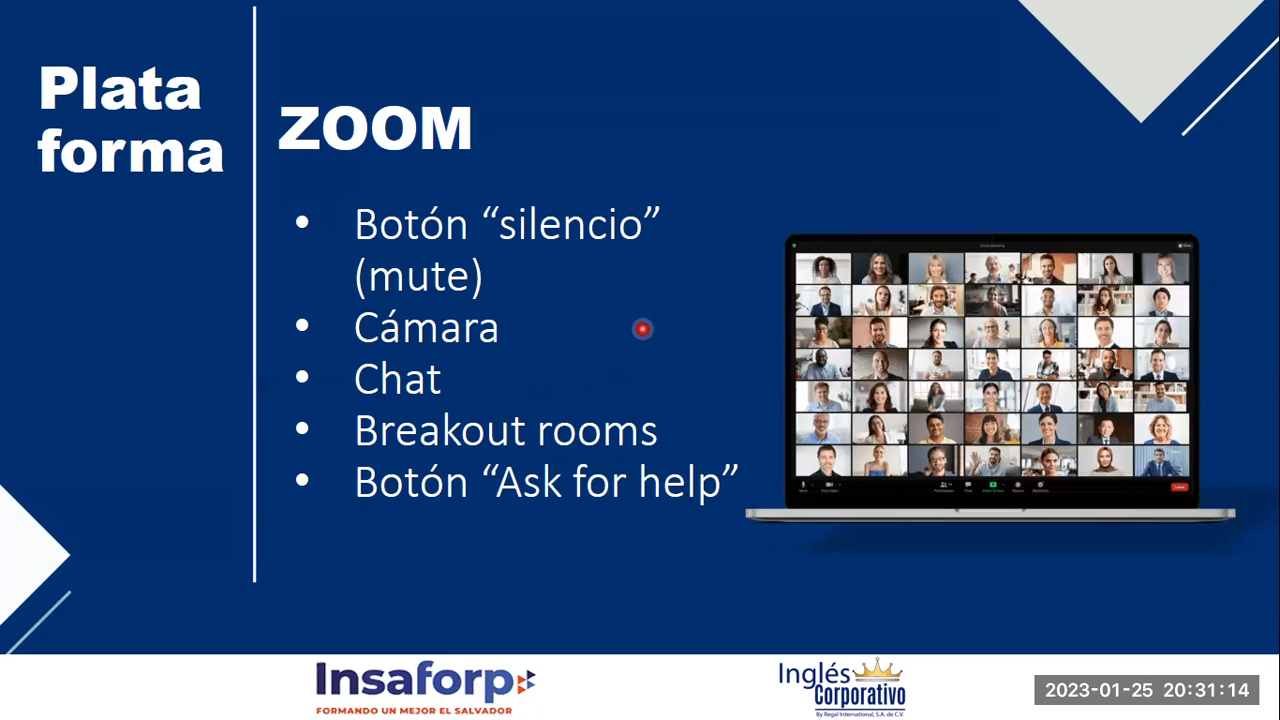 Plata
forma
ZOOM
• Botón “silencio”
(mute)
• Cámara
• Chat
• Breakout rooms
• Botón “Ask for help”
Insaforp
FORMANDO UN MEJOR EL SALVADOR
Inglés
Corporativo
By Regal International, S.A. de C.V.
2023-01-25 20:31:14